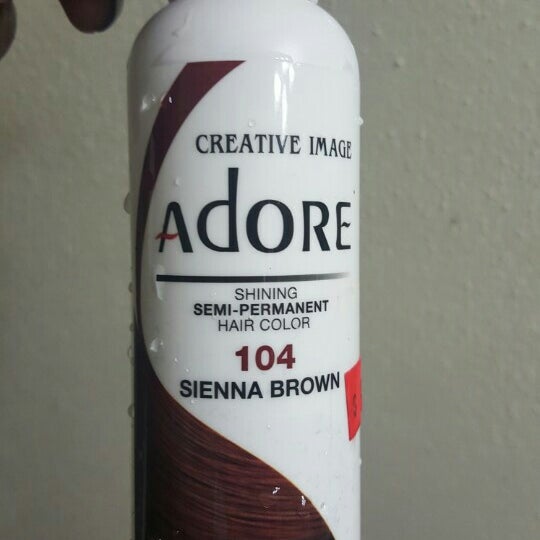 CREATIVE IMAGE
ADORE
SHINING
SEMI-PERMANENT
HAIR COLOR
104
SIENNA BROWN